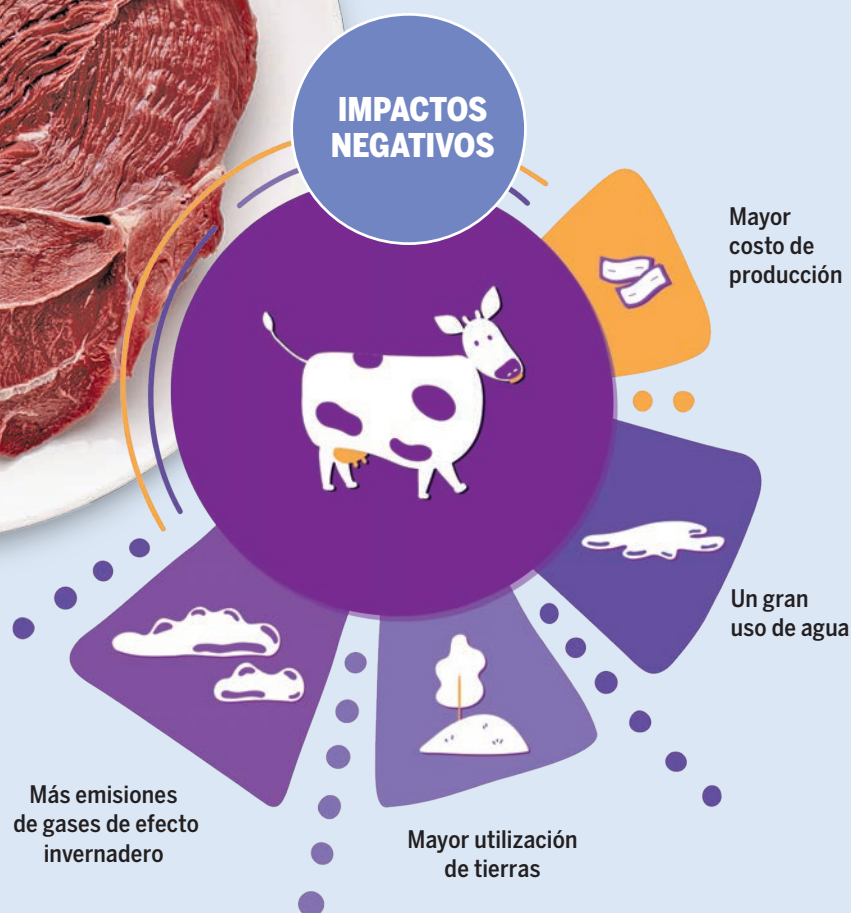 IMPACTOS
NEGATIVOS
Mayor
costo de
producción
Un gran
uso de agua
Mayor utilización
de tierras
Más emisiones
de gases de efecto
invernadero